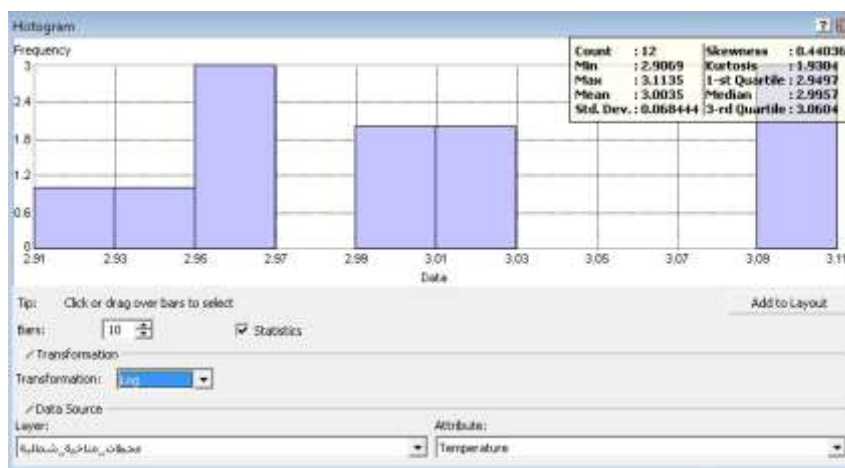 Histogram
Frequency
Count : 12 Skewness : 0.44036
Min : 2.9069 Kurtosis : 1.9304
Max : 3.1135 1-st Quartile : 2.9497
Mean : 3.0035 Median : 2.9957
Std. Dev. : 0.068444 3-rd Quartile : 3.0604
3
2.4
1.8
1.2
0.6
0
2.91 2.93 2.95 2.97 2.99 3.01 3.03 3.05 3.07 3.09 3.11
Data
Tip: Click or drag over bars to select Add to Layout
Bars: 10 Statistics
Transformation
Transformation: Log
Data Source
Layer: Attribute:
محطات_مناخية_شمالية Temperature